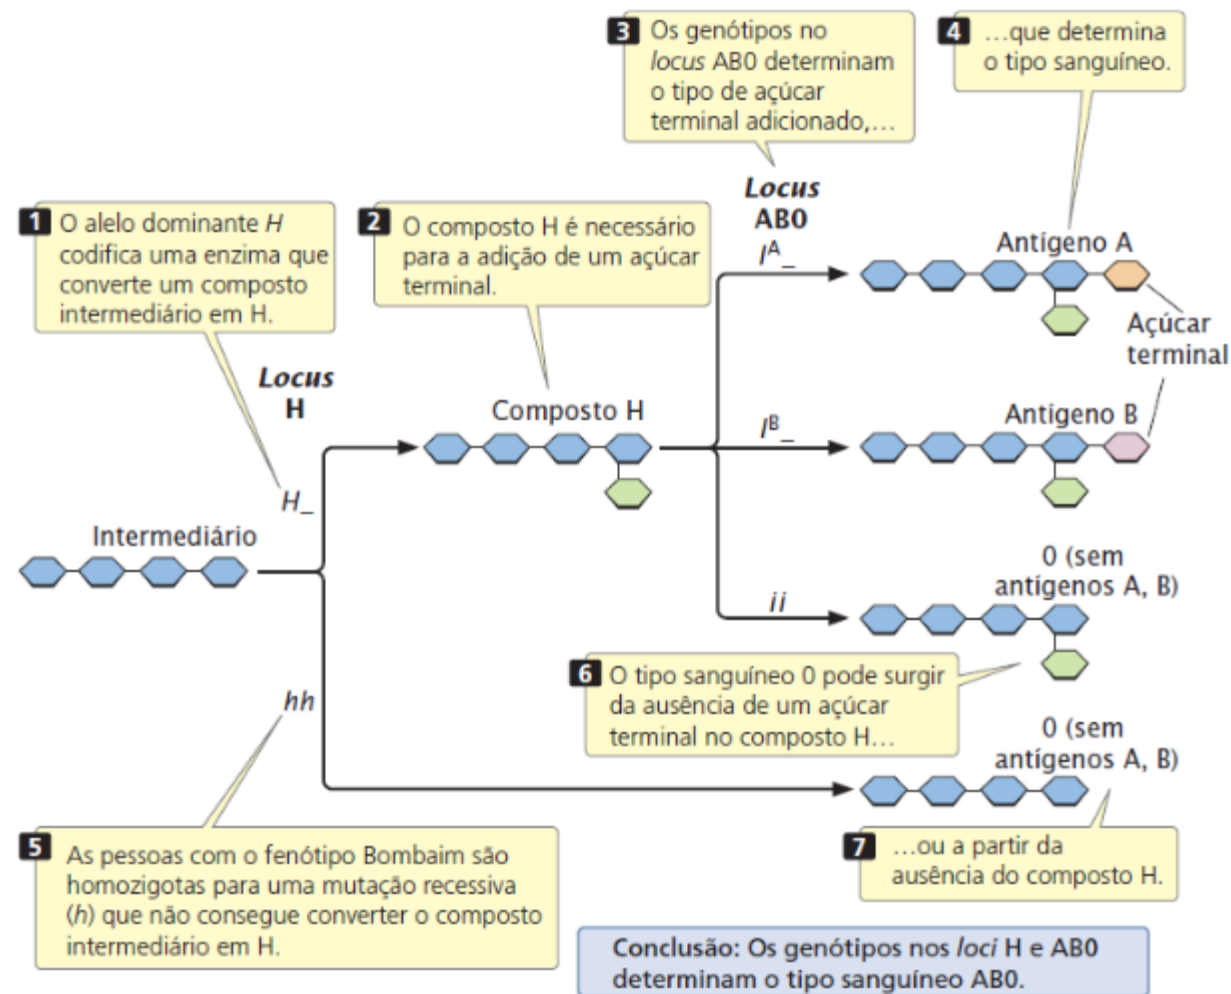 1 O alelo dominante H
codifica uma enzima que
converte um composto
intermediário em H.
2 O composto H é necessário
para a adição de um açúcar
terminal.
3 Os genótipos no
locus AB0 determinam
o tipo de açúcar
terminal adicionado,...
4 ...que determina
o tipo sanguíneo.
Locus
H
Locus
AB0
Intermediário
H_
hh
Composto H
I^A_
I^B_
ii
Antígeno A
Açúcar
terminal
Antígeno B
0 (sem
antígenos A, B)
6 O tipo sanguíneo 0 pode surgir
da ausência de um açúcar
terminal no composto H...
0 (sem
antígenos A, B)
5 As pessoas com o fenótipo Bombaim são
homozigotas para uma mutação recessiva
(h) que não consegue converter o composto
intermediário em H.
7 ...ou a partir da
ausência do composto H.
Conclusão: Os genótipos nos loci H e AB0
determinam o tipo sanguíneo AB0.